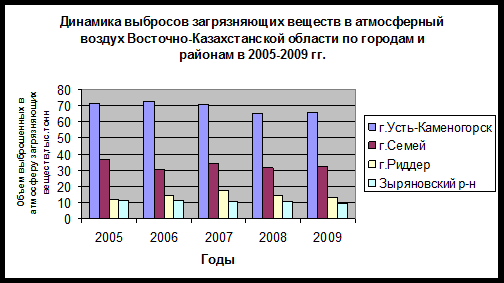 Динамика выбросов загрязняющих веществ в атмосферный
воздух Восточно-Казахстанской области по городам и
районам в 2005-2009 гг.
Объем выброшенных в
атмосферу загрязняющих
веществ,тыс.тонн
80
70
60
50
40
30
20
10
0
2005 2006 2007 2008 2009
Годы
г.Усть-Каменогорск
г.Семей
г.Риддер
Зыряновский р-н